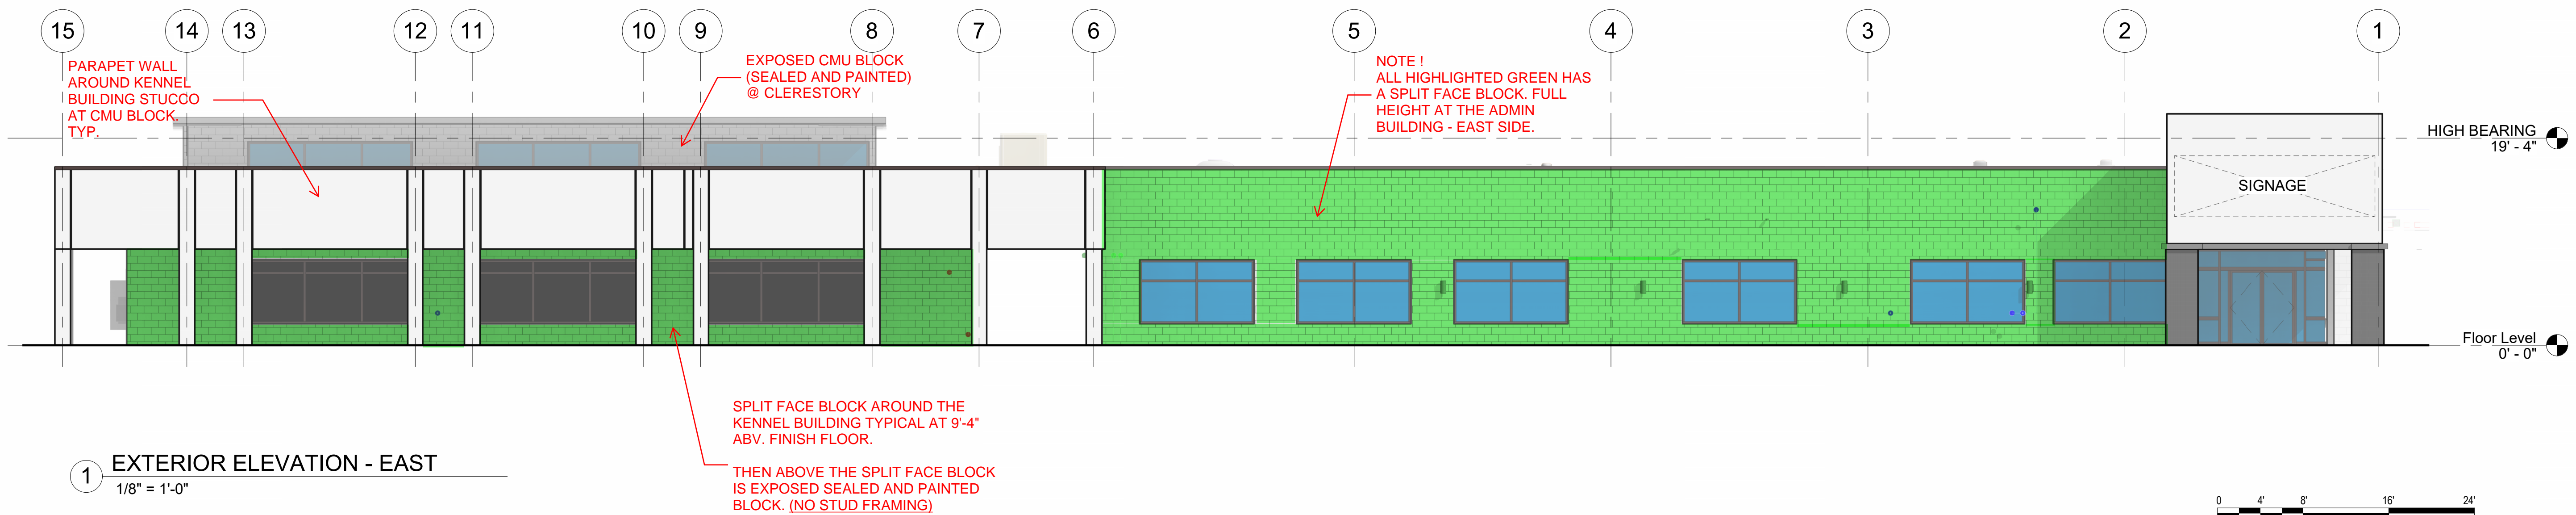 15 14 13 12 11 10 9 8 7 6 5 4 3 2 1
PARAPET WALL
AROUND KENNEL
BUILDING STUCCO
AT CMU BLOCK.
TYP.
EXPOSED CMU BLOCK
(SEALED AND PAINTED)
@ CLERESTORY
NOTE !
ALL HIGHLIGHTED GREEN HAS
A SPLIT FACE BLOCK. FULL
HEIGHT AT THE ADMIN
BUILDING - EAST SIDE.
HIGH BEARING
19' - 4"
SIGNAGE
Floor Level
0' - 0"
SPLIT FACE BLOCK AROUND THE
KENNEL BUILDING TYPICAL AT 9'-4"
ABV. FINISH FLOOR.
THEN ABOVE THE SPLIT FACE BLOCK
IS EXPOSED SEALED AND PAINTED
BLOCK. (NO STUD FRAMING)
1 EXTERIOR ELEVATION - EAST
1/8" = 1'-0"
0 4' 8' 16' 24'